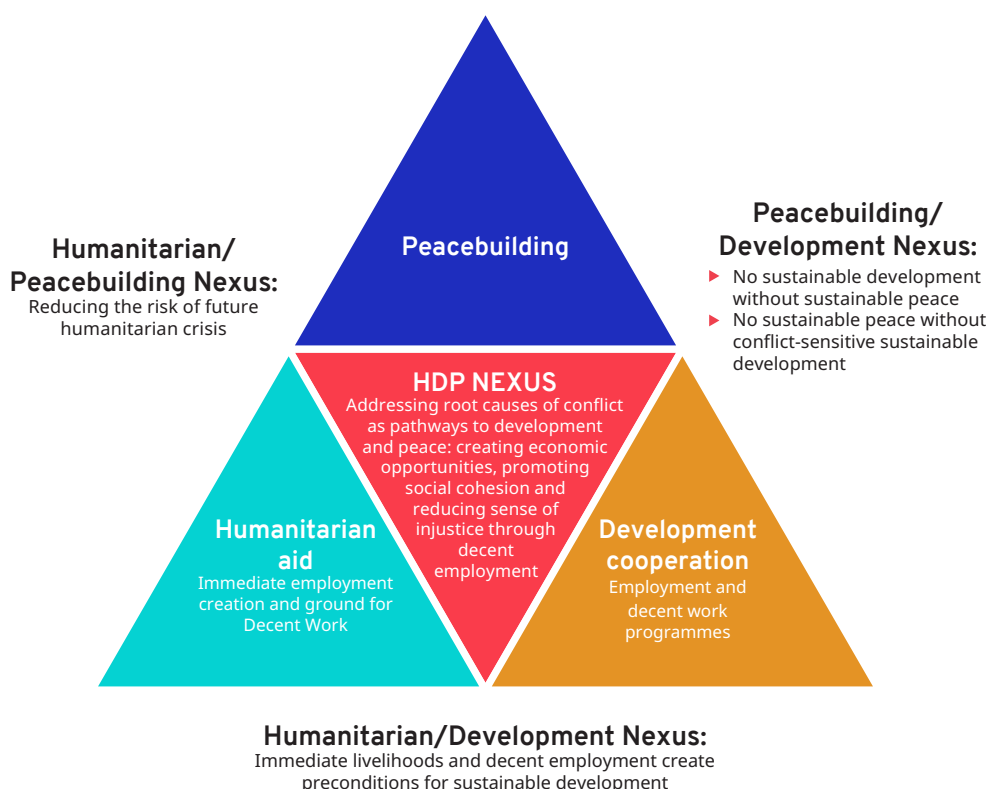 Peacebuilding
Humanitarian/
Peacebuilding Nexus:
Reducing the risk of future
humanitarian crisis
Peacebuilding/
Development Nexus:
No sustainable development
without sustainable peace
No sustainable peace without
conflict-sensitive sustainable
development
HDP NEXUS
Addressing root causes of conflict
as pathways to development
and peace: creating economic
opportunities, promoting
social cohesion and
reducing sense of
injustice through
decent
employment
Humanitarian
aid
Immediate employment
creation and ground for
Decent Work
Development
cooperation
Employment and
decent work
programmes
Humanitarian/Development Nexus:
Immediate livelihoods and decent employment create
preconditions for sustainable development